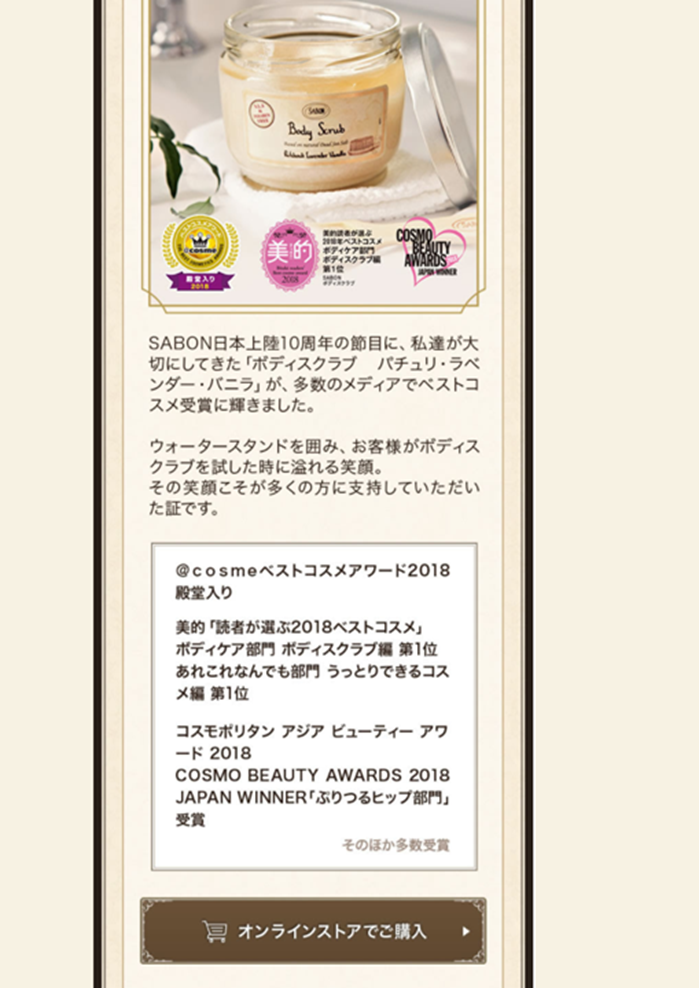 SABON
Body Scrub
Patchouli Lavender Vanilla
ベストコスメアワード
@cosme
殿堂入り
2018
美的
2018
美的読者が選ぶ
2018年ベストコスメ
ボディケア部門
ボディスクラブ編
第1位
SABON
ボディスクラブ
COSMO
BEAUTY
AWARDS
JAPAN WINNER
SABON日本上陸10周年の節目に、私達が大
切にしてきた「ボディスクラブ　パチュリ・ラベ
ンダー・バニラ」が、多数のメディアでベストコ
スメ受賞に輝きました。
ウォータースタンドを囲み、お客様がボディス
クラブを試した時に溢れる笑顔。
その笑顔こそが多くの方に支持していただい
た証です。
@cosmeベストコスメアワード2018
殿堂入り
美的「読者が選ぶ2018ベストコスメ」
ボディケア部門 ボディスクラブ編 第1位
あれこれなんでも部門 うっとりできるコス
メ編 第1位
コスモポリタン アジア ビューティー アワ
ード 2018
COSMO BEAUTY AWARDS 2018
JAPAN WINNER「ぷりつるヒップ部門」
受賞
そのほか多数受賞
オンラインストアでご購入